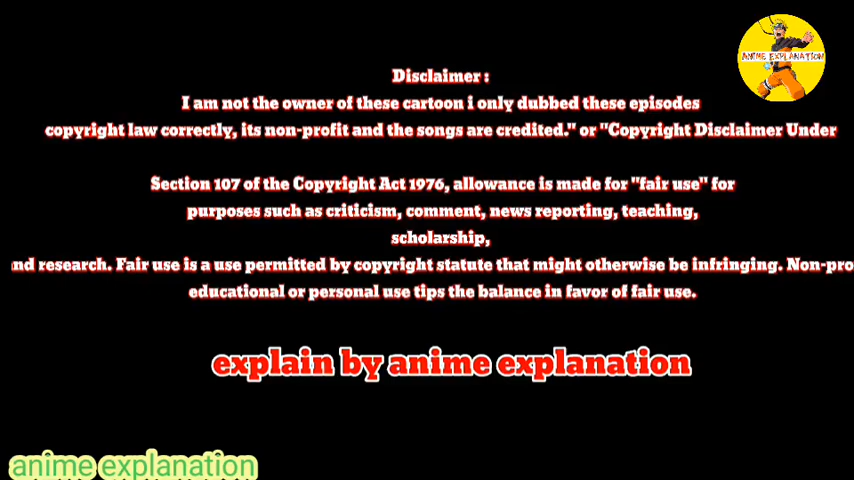 ANIME EXPLANATION
Disclaimer :
I am not the owner of these cartoon i only dubbed these episodes
copyright law correctly, its non-profit and the songs are credited." or "Copyright Disclaimer Under
Section 107 of the Copyright Act 1976, allowance is made for "fair use" for
purposes such as criticism, comment, news reporting, teaching,
scholarship,
nd research. Fair use is a use permitted by copyright statute that might otherwise be infringing. Non-pro
educational or personal use tips the balance in favor of fair use.
explain by anime explanation
anime explanation